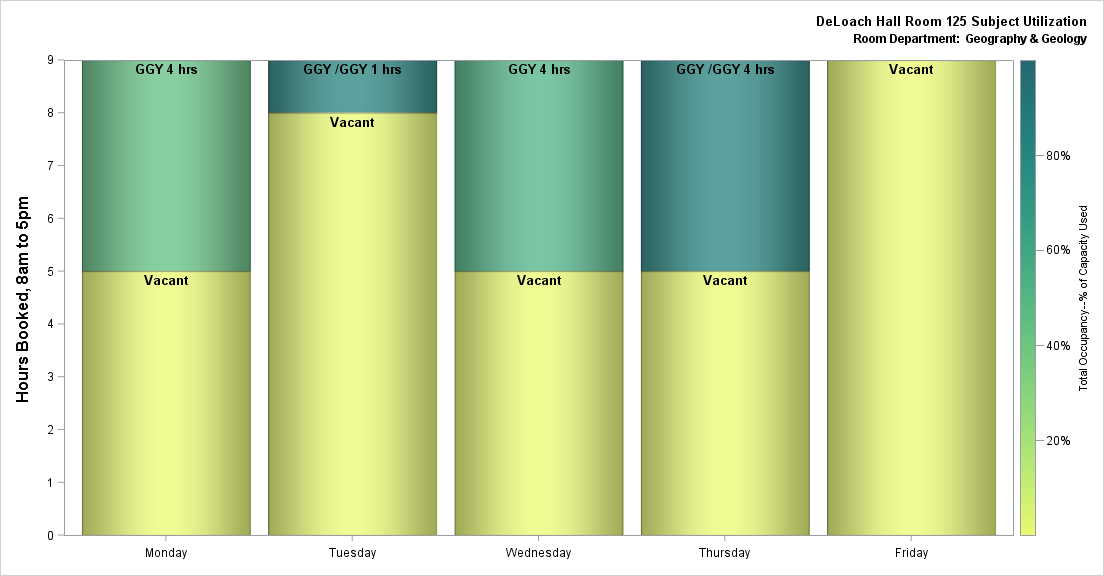 DeLoach Hall Room 125 Subject Utilization
Room Department: Geography & Geology
Hours Booked, 8am to 5pm
9
8
7
6
5
4
3
2
1
0
GGY 4 hrs
Vacant
GGY /GGY 1 hrs
Vacant
GGY 4 hrs
Vacant
GGY /GGY 4 hrs
Vacant
Vacant
Monday
Tuesday
Wednesday
Thursday
Friday
80%
60%
40%
20%
Total Occupancy--% of Capacity Used